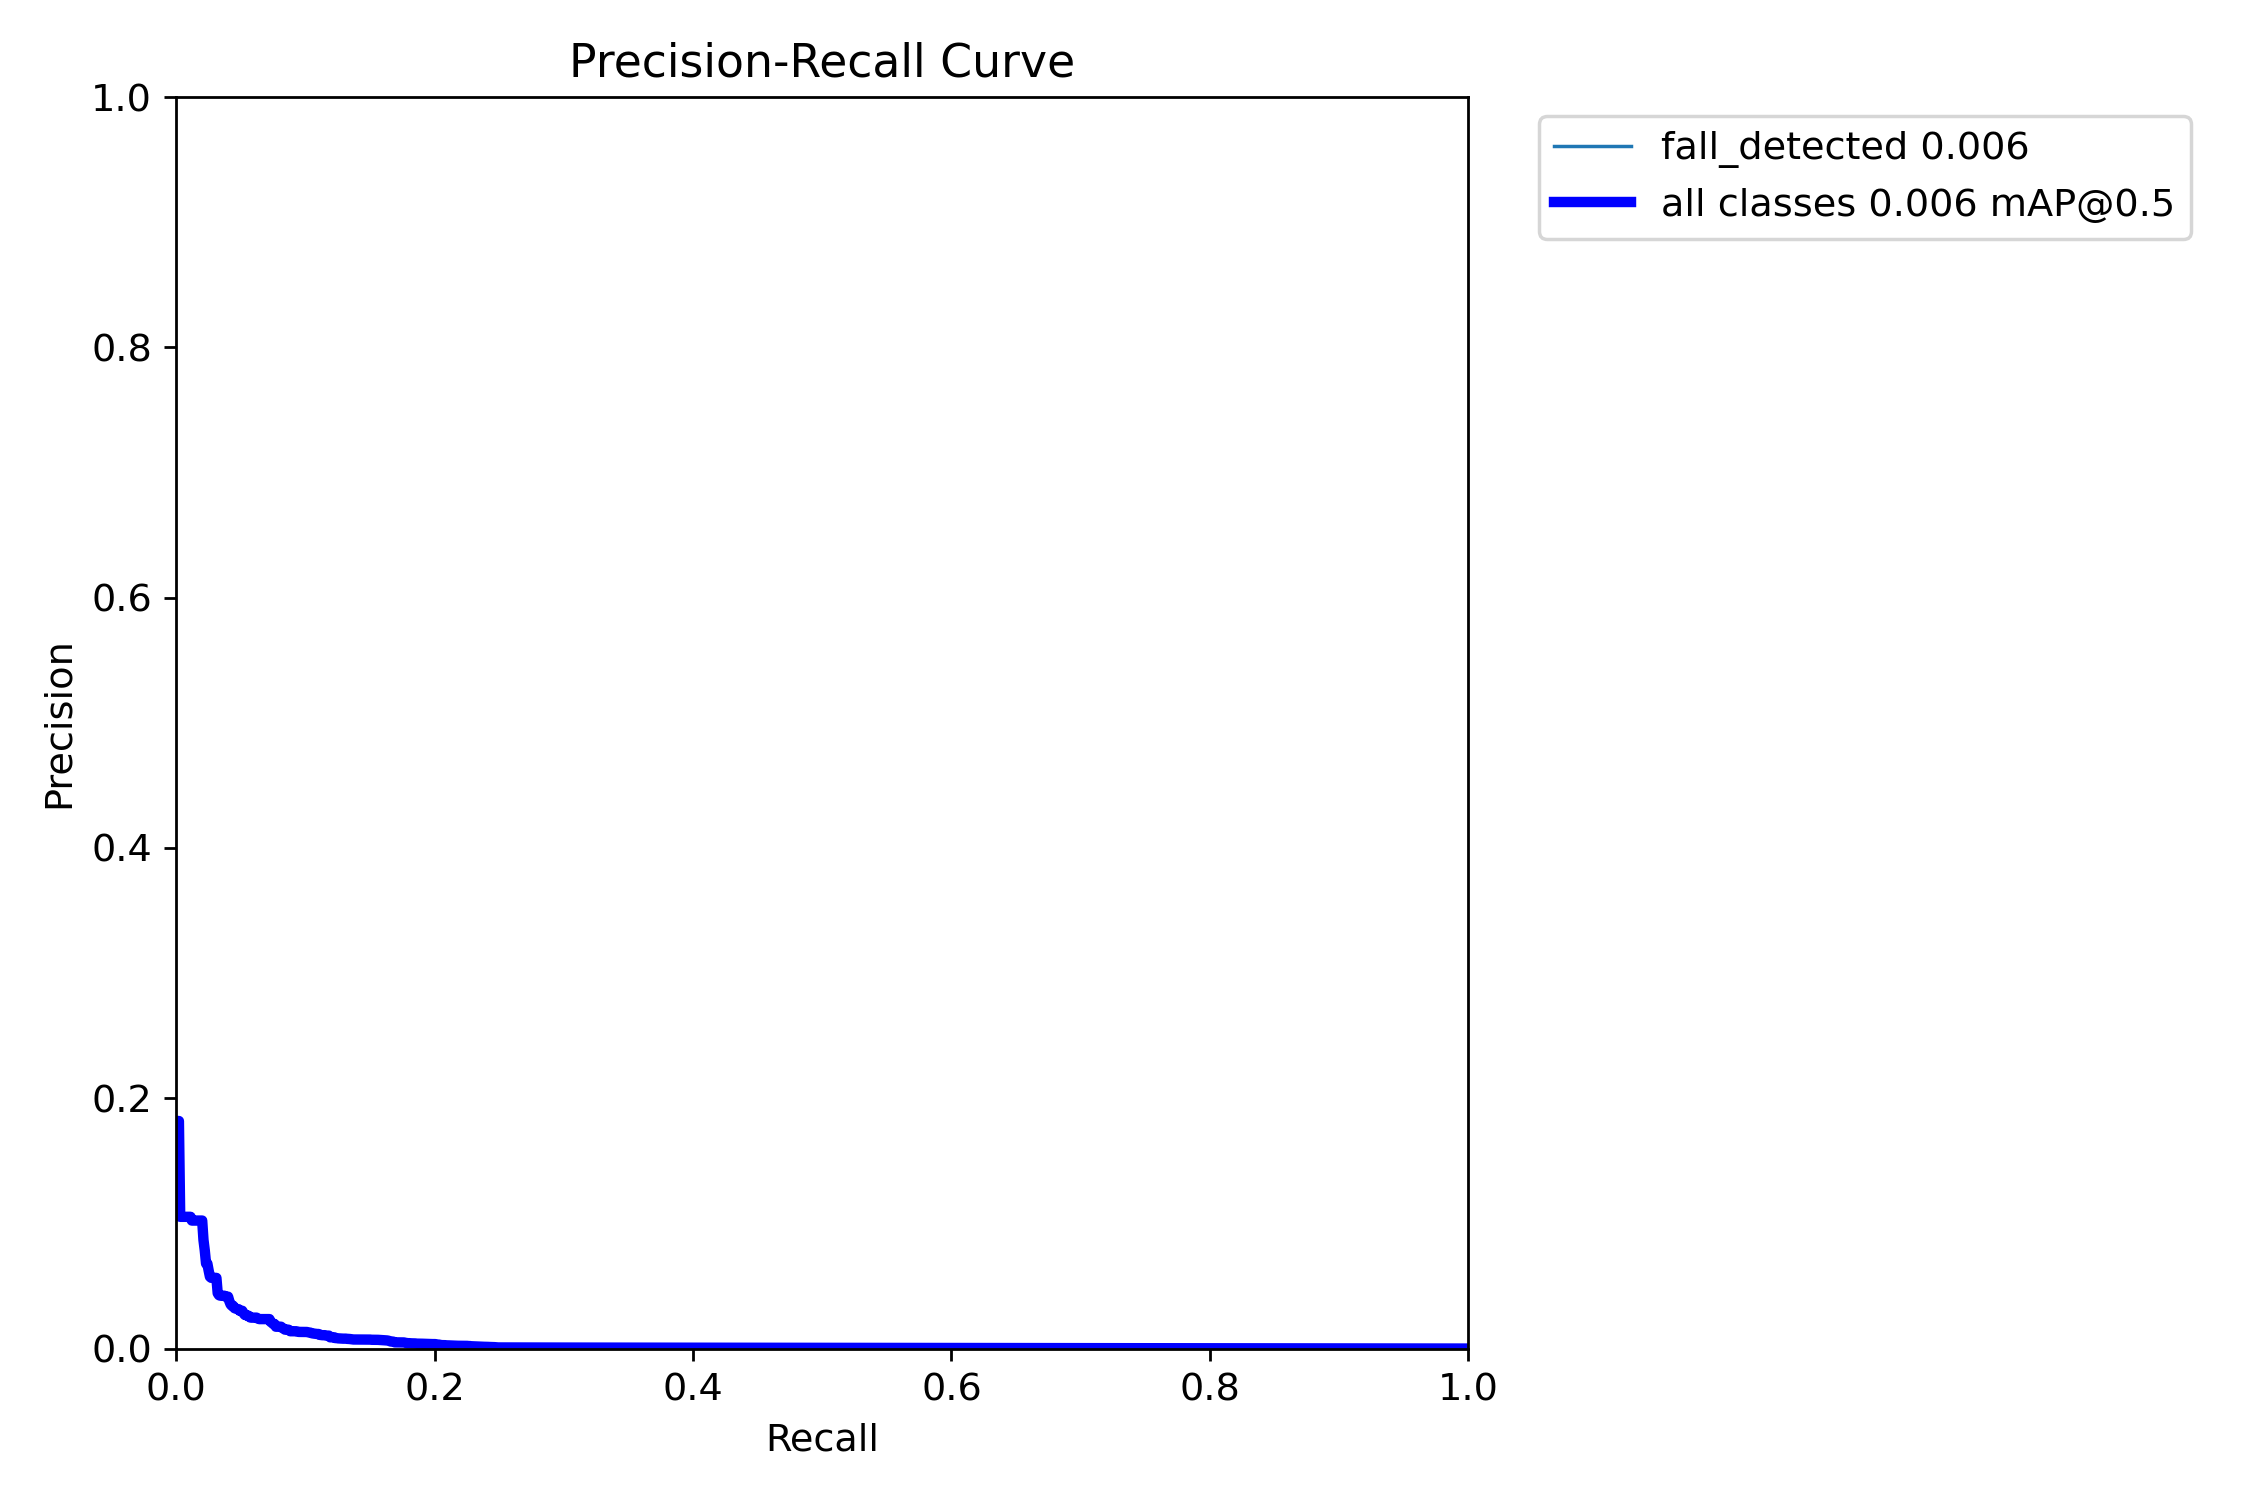 Precision-Recall Curve
1.0
0.8
0.6
0.4
0.2
0.0
Precision
0.0 0.2 0.4 0.6 0.8 1.0
Recall
fall_detected 0.006
all classes 0.006 mAP@0.5